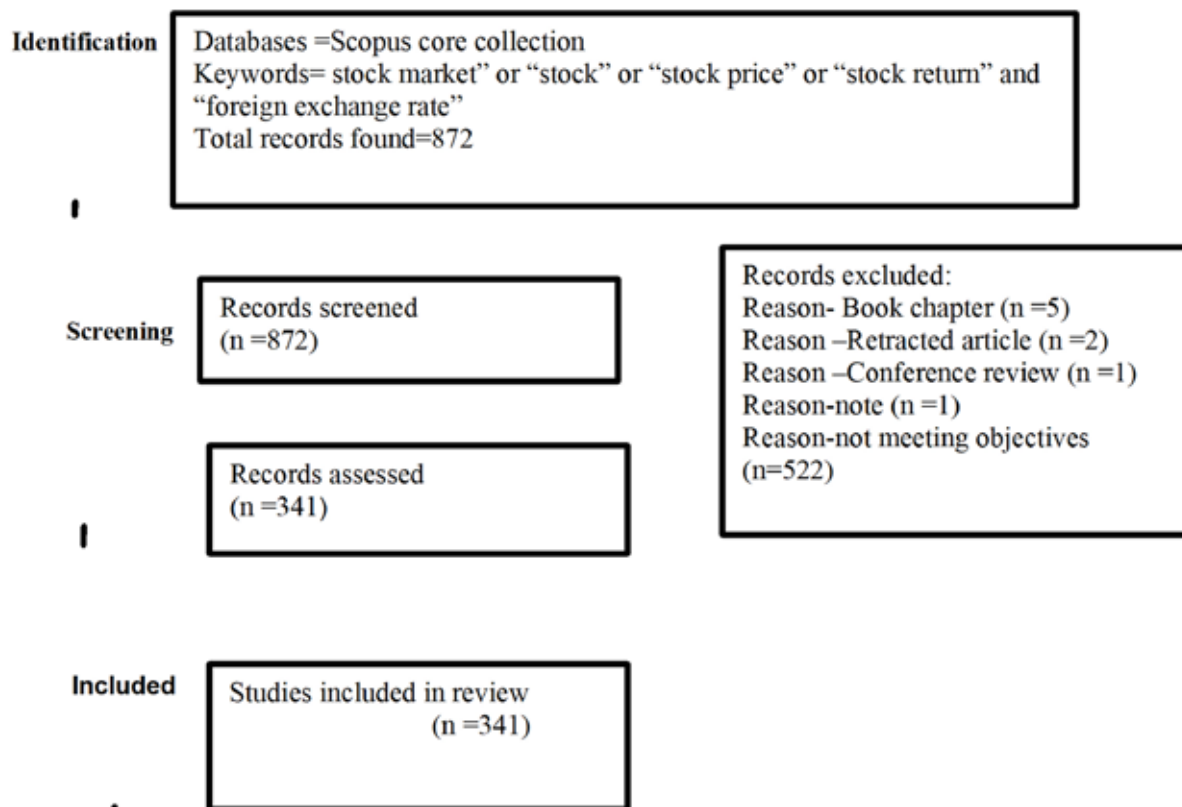 Identification
Databases =Scopus core collection
Keywords= stock market” or “stock” or “stock price” or “stock return” and
“foreign exchange rate”
Total records found=872
Screening
Records screened
(n =872)
Records excluded:
Reason- Book chapter (n =5)
Reason –Retracted article (n =2)
Reason –Conference review (n =1)
Reason-note (n =1)
Reason-not meeting objectives
(n=522)
Records assessed
(n =341)
Included
Studies included in review
(n =341)